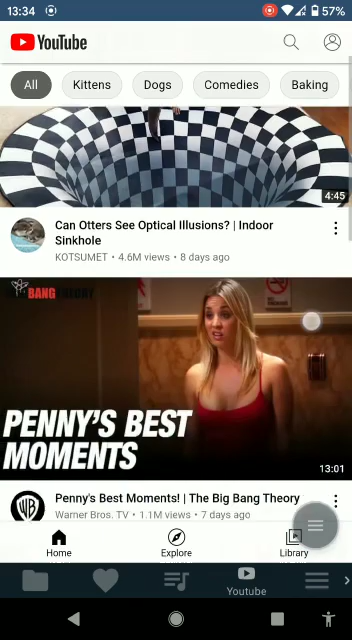 13:34
57%
YouTube
All
Kittens
Dogs
Comedies
Baking
4:45
Can Otters See Optical Illusions? | Indoor
Sinkhole
KOTSUMET • 4.6M views • 8 days ago
BANG THEORY
PENNY'S BEST
MOMENTS
13:01
Penny's Best Moments! | The Big Bang Theory
Warner Bros. TV • 1.1M views • 7 days ago
Home
Explore
Library
Youtube